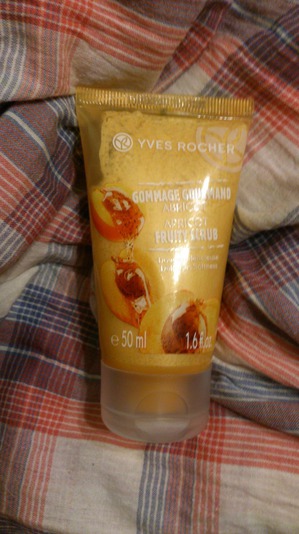 YVES ROCHER
GOMMAGE GOURMAND
ABRICOT
APRICOT
FRUITY SCRUB
e 50 ml
1.6 fl.oz.